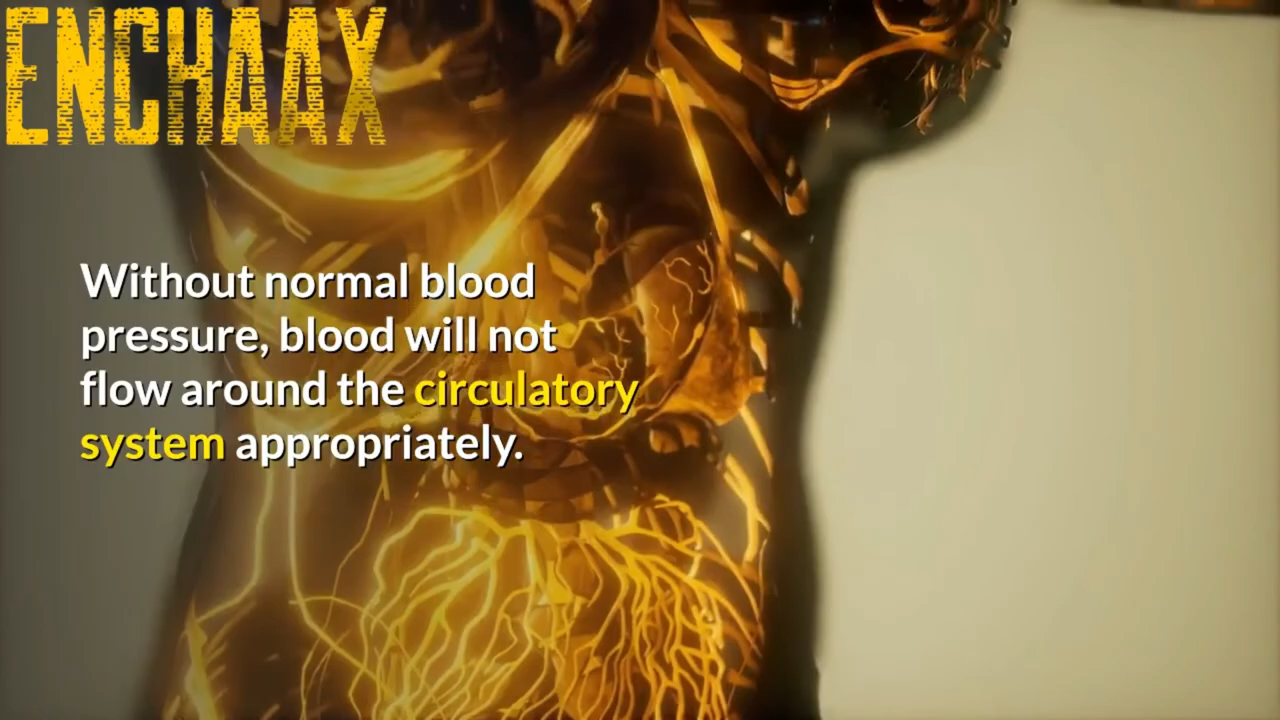 ENCHAAX
Without normal blood
pressure, blood will not
flow around the circulatory
system appropriately.